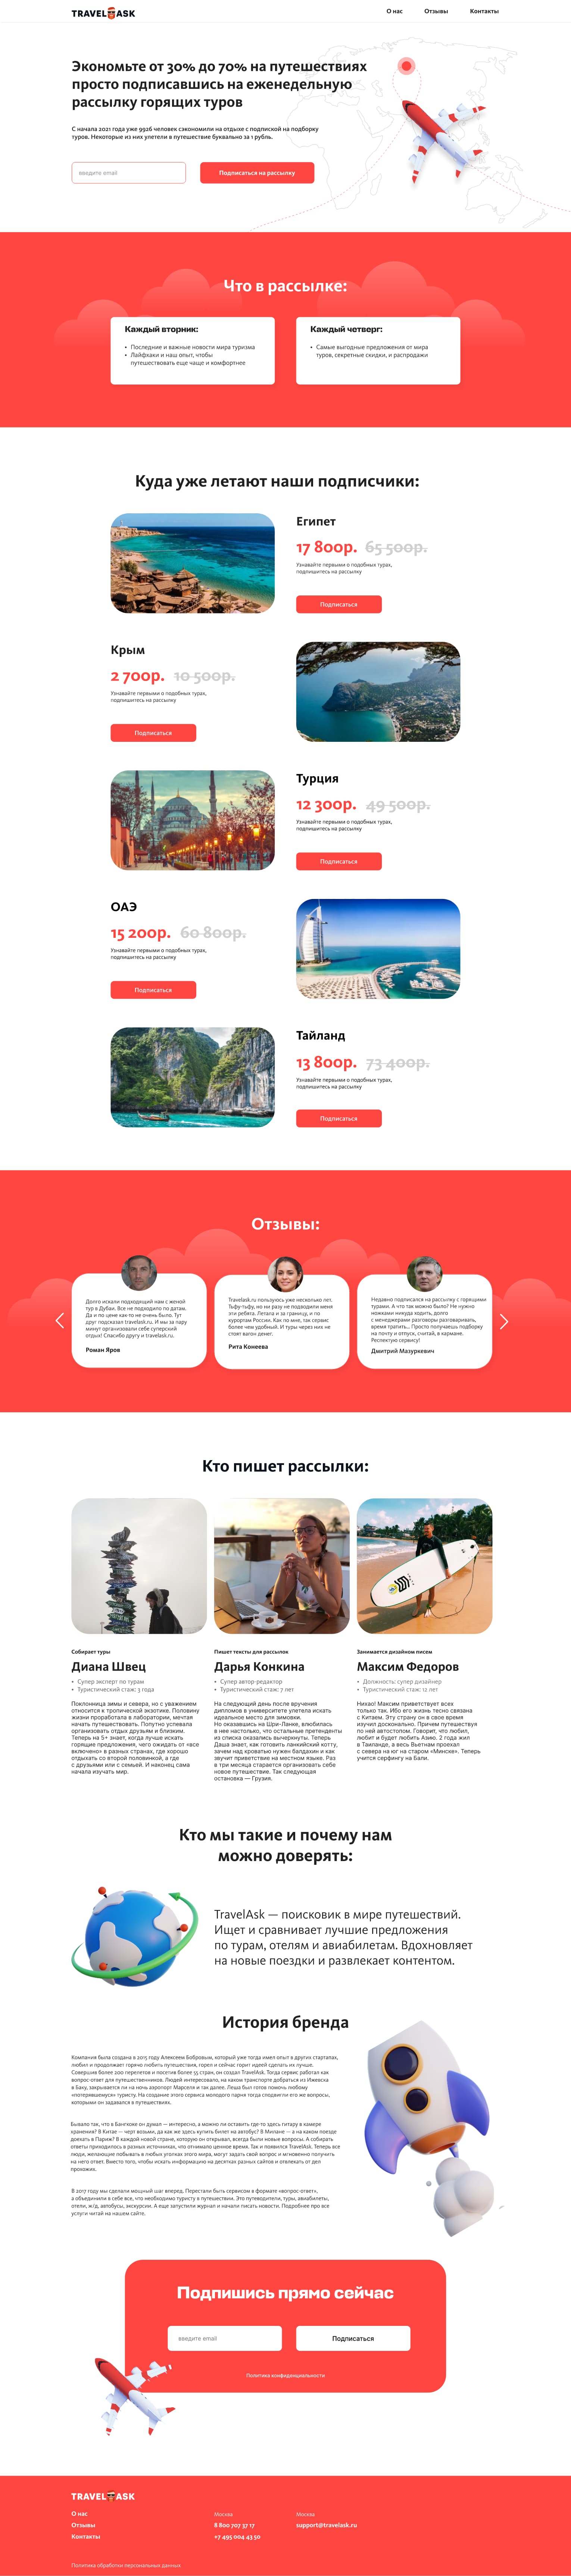 TRAVEL ASK
О нас Отзывы Контакты
Экономьте от 30% до 70% на путешествиях
просто подписавшись на еженедельную
рассылку горящих туров
С начала 2021 года уже 9926 человек сэкономили на отдыхе с подпиской на подборку
туров. Некоторые из них улетели в путешествие буквально за 1 рубль.
введите email
Подписаться на рассылку
Что в рассылке:
Каждый вторник:
• Последние и важные новости мира туризма
• Лайфхаки и наш опыт, чтобы
путешествовать еще чаще и комфортнее
Каждый четверг:
• Самые выгодные предложения от мира
туров, секретные скидки, и распродажи
Куда уже летают наши подписчики:
Египет
17 800р. 65 500р.
Узнавайте первыми о подобных турах,
подпишитесь на рассылку
Подписаться
Крым
2 700р. 10 500р.
Узнавайте первыми о подобных турах,
подпишитесь на рассылку
Подписаться
Турция
12 300р. 49 500р.
Узнавайте первыми о подобных турах,
подпишитесь на рассылку
Подписаться
ОАЭ
15 200р. 60 800р.
Узнавайте первыми о подобных турах,
подпишитесь на рассылку
Подписаться
Тайланд
13 800р. 73 400р.
Узнавайте первыми о подобных турах,
подпишитесь на рассылку
Подписаться
Отзывы:
Долго искали подходящий нам с женой
тур в Дубаи. Все не подходило по датам.
Да и по цене как-то не очень было. Тут
друг подсказал travelask.ru. И мы за пару
минут организовали себе суперский
отдых! Спасибо другу и travelask.ru.
Роман Яров
Travelask.ru пользуюсь уже несколько лет.
Тьфу-тьфу, но ни разу не подводили меня
эти ребята. Летала и за границу, и по
курортам России. Как по мне, так сервис
более чем удобный. И туры через них не
стоят вагон денег.
Рита Конеева
Недавно подписался на рассылку с горящими
турами. А что так можно было? Не нужно
ножками никуда ходить, долго
с менеджерами разговоры разговаривать,
время тратить... Просто получаешь подборку
на почту и отпуск, считай, в кармане.
Респектую сервису!
Дмитрий Мазуркевич
Кто пишет рассылки:
Собирает туры
Диана Швец
• Супер эксперт по турам
• Туристический стаж: 3 года
Поклонница зимы и севера, но с уважением
относится к тропической экзотике. Половину
жизни проработала в лаборатории, мечтая
начать путешествовать. Попутно успевала
организовать отдых друзьям и близким.
Теперь на 5+ знает, когда лучше искать
горящие предложения, чего ожидать от «все
включено» в разных странах, где хорошо
отдыхать со второй половинкой, а где
с друзьями или с семьей. И наконец сама
начала изучать мир.
Пишет тексты для рассылок
Дарья Конкина
• Супер автор-редактор
• Туристический стаж: 7 лет
На следующий день после вручения
дипломов в университете улетела искать
идеальное место для зимовки.
Но оказавшись на Шри-Ланке, влюбилась
в нее настолько, что остальные претенденты
из списка оказались вычеркнуты. Теперь
Даша знает, как готовить ланкийский котту,
зачем над кроватью нужен балдахин и как
звучит приветствие на местном языке. Раз
в три месяца старается организовать себе
новое путешествие. Так следующая
остановка — Грузия.
Занимается дизайном писем
Максим Федоров
• Должность: супер дизайнер
• Туристический стаж: 12 лет
Нихао! Максим приветствует всех
только так. Ибо его жизнь тесно связана
с Китаем. Эту страну он в свое время
изучил досконально. Причем путешествуя
по ней автостопом. Говорит, что любил,
любит и будет любить Азию. 2 года жил
в Таиланде, а весь Вьетнам проехал
с севера на юг на старом «Минске». Теперь
учится серфингу на Бали.
Кто мы такие и почему нам
можно доверять:
TravelAsk — поисковик в мире путешествий.
Ищет и сравнивает лучшие предложения
по турам, отелям и авиабилетам. Вдохновляет
на новые поездки и развлекает контентом.
История бренда
Компания была создана в 2015 году Алексеем Бобровым, который уже тогда имел опыт в других стартапах,
любил и продолжает горячо любить путешествия, горел и сейчас горит идеей сделать их лучше.
Совершив более 200 перелетов и посетив более 55 стран, он создал TravelAsk. Тогда сервис работал как
вопрос-ответ для путешественников. Людей интересовало, на каком транспорте добраться из Ижевска
в Баку, закрывается ли на ночь аэропорт Марселя и так далее. Леша был готов помочь любому
«потерявшемуся» туристу. На создание этого сервиса молодого парня тогда сподвигли его же вопросы,
которыми он задавался в путешествиях.
Бывало так, что в Бангкоке он думал — интересно, а можно ли оставить где-то здесь гитару в камере
хранения? В Китае — черт возьми, да как же здесь купить билет на автобус? В Милане — а на каком поезде
доехать в Париж? В каждой новой стране, которую он открывал, всегда были новые вопросы. А собирать
ответы приходилось в разных источниках, что отнимало ценное время. Так и появился TravelAsk. Теперь все
люди, желающие побывать в любых уголках этого мира, могут задать свой вопрос и мгновенно получить
на него ответ. Вместо того, чтобы искать информацию на десятках разных сайтов и отвлекать от дел
прохожих.
В 2017 году мы сделали мощный шаг вперед. Перестали быть сервисом в формате «вопрос-ответ»,
а объединили в себе все, что необходимо туристу в путешествии. Это путеводители, туры, авиабилеты,
отели, ж/д, автобусы, экскурсии. А еще запустили журнал и начали писать новости. Подробнее про все
услуги читай на нашем сайте.
Подпишись прямо сейчас
введите email
Подписаться
Политика конфиденциальности
TRAVEL ASK
О нас
Отзывы
Контакты
Москва
8 800 707 37 17
+7 495 004 43 50
Москва
support@travelask.ru
Политика обработки персональных данных